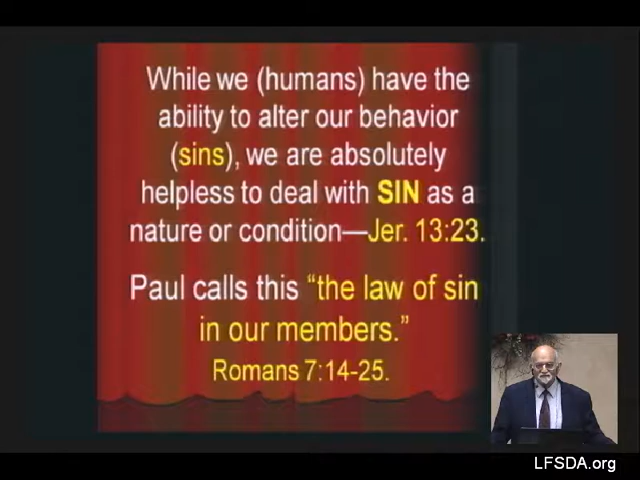 While we (humans) have the
ability to alter our behavior
(sins), we are absolutely
helpless to deal with SIN as a
nature or condition—Jer. 13:23.
Paul calls this “the law of sin
in our members.”
Romans 7:14-25.
LFSDA.org